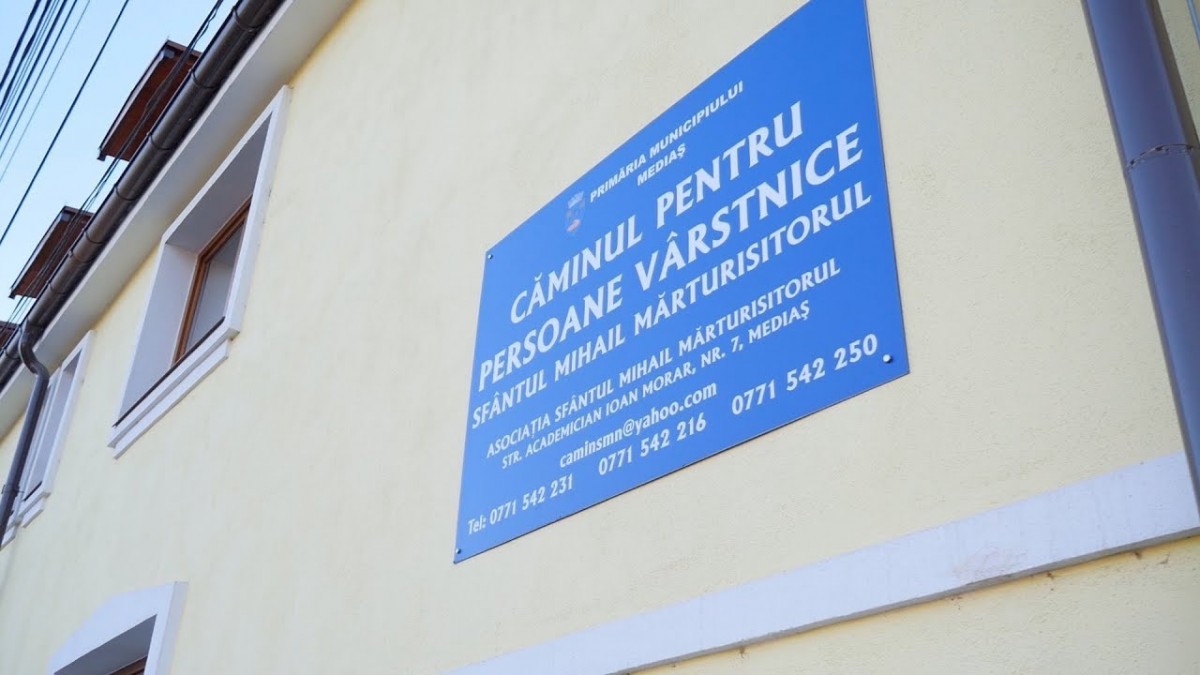 PRIMĂRIA MUNICIPIULUI
MEDIAȘ
CĂMINUL PENTRU
PERSOANE VÂRSTNICE
SFÂNTUL MIHAIL MĂRTURISITORUL
ASOCIAȚIA SFÂNTUL MIHAIL MĂRTURISITORUL
STR. ACADEMICIAN IOAN MORAR, NR. 7, MEDIAȘ
caminsmn@yahoo.com
Tel: 0771 542 231 0771 542 216 0771 542 250